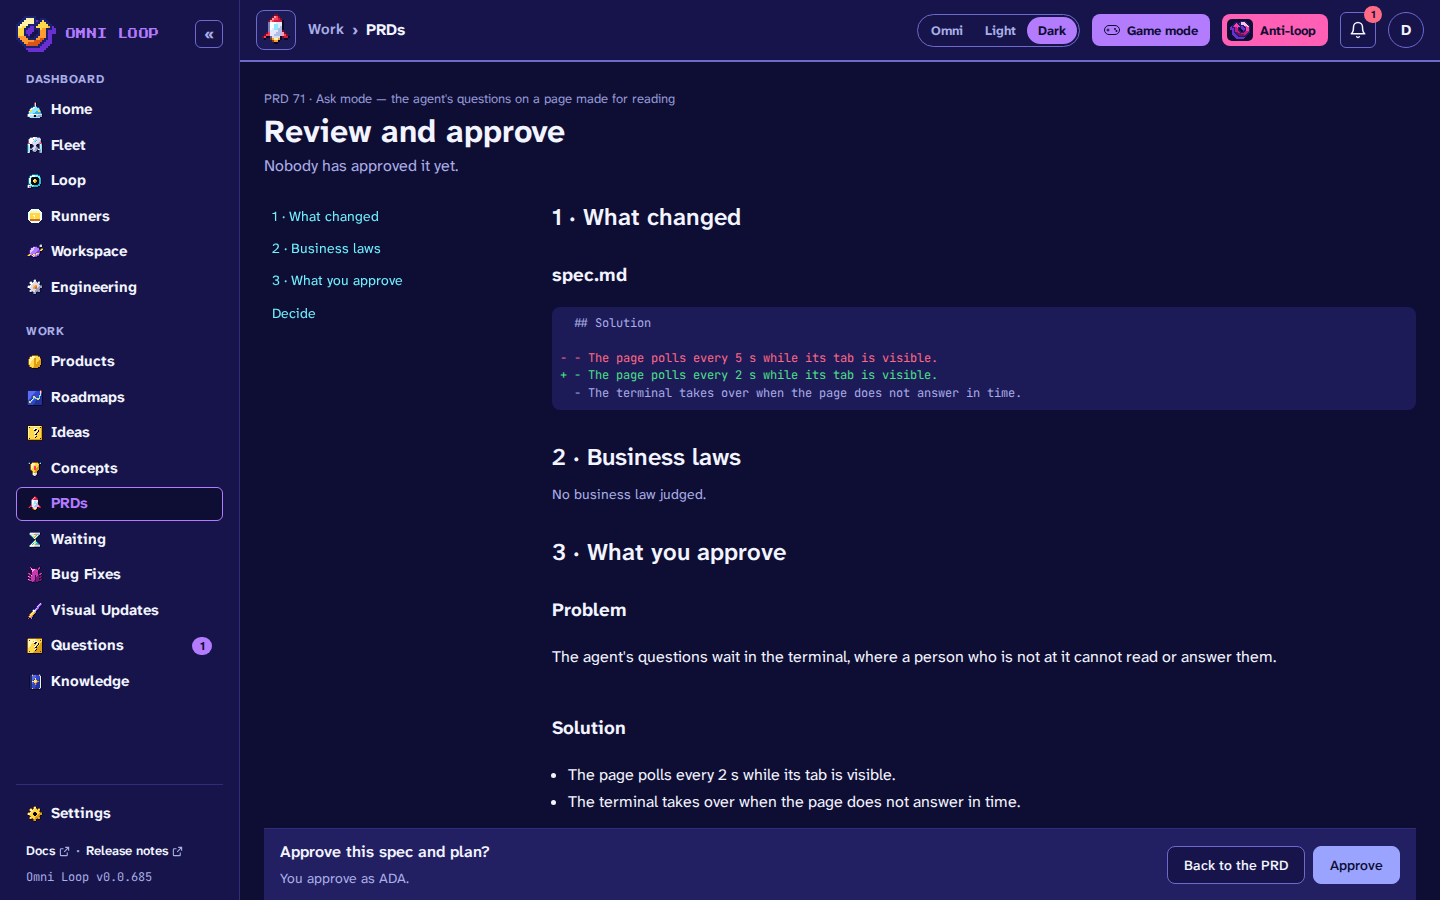 OMNI LOOP
«
DASHBOARD
Home
Fleet
Loop
Runners
Workspace
Engineering
WORK
Products
Roadmaps
Ideas
Concepts
PRDs
Waiting
Bug Fixes
Visual Updates
Questions 1
Knowledge
Settings
Docs · Release notes
Omni Loop v0.0.685
Work › PRDs
Omni Light Dark
Game mode
Anti-loop
1
D
PRD 71 · Ask mode — the agent's questions on a page made for reading
Review and approve
Nobody has approved it yet.
1 · What changed
2 · Business laws
3 · What you approve
Decide
1 · What changed
spec.md
## Solution
- - The page polls every 5 s while its tab is visible.
+ - The page polls every 2 s while its tab is visible.
- The terminal takes over when the page does not answer in time.
2 · Business laws
No business law judged.
3 · What you approve
Problem
The agent's questions wait in the terminal, where a person who is not at it cannot read or answer them.
Solution
• The page polls every 2 s while its tab is visible.
• The terminal takes over when the page does not answer in time.
Approve this spec and plan?
You approve as ADA.
Back to the PRD
Approve